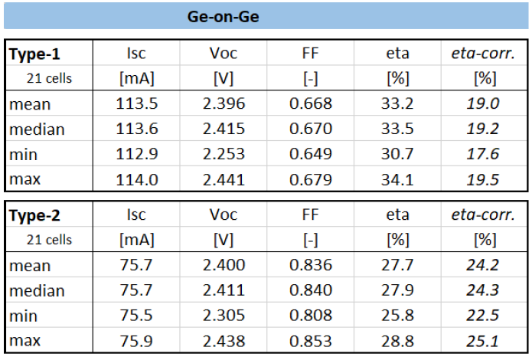 Ge-on-Ge
Type-1 Isc Voc FF eta eta-corr.
21 cells [mA] [V] [-] [%] [%]
mean 113.5 2.396 0.668 33.2 19.0
median 113.6 2.415 0.670 33.5 19.2
min 112.9 2.253 0.649 30.7 17.6
max 114.0 2.441 0.679 34.1 19.5
Type-2 Isc Voc FF eta eta-corr.
21 cells [mA] [V] [-] [%] [%]
mean 75.7 2.400 0.836 27.7 24.2
median 75.7 2.411 0.840 27.9 24.3
min 75.5 2.305 0.808 25.8 22.5
max 75.9 2.438 0.853 28.8 25.1